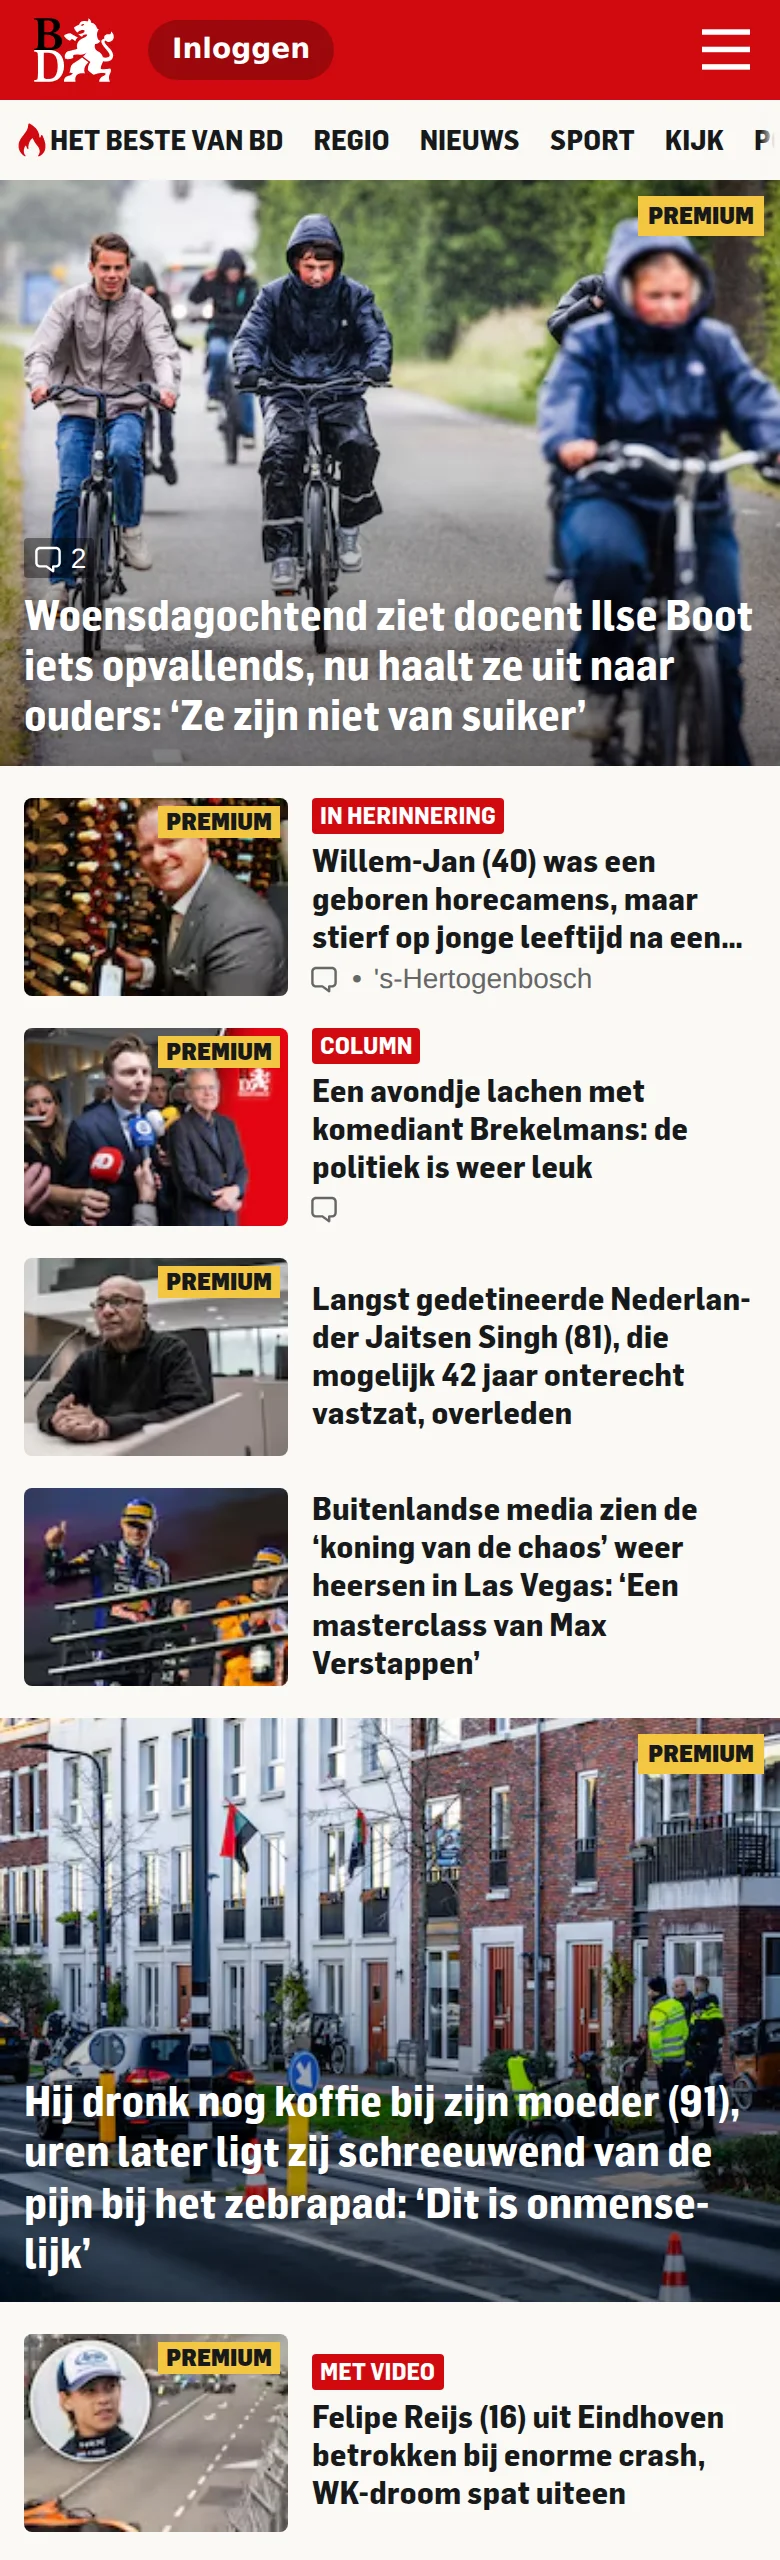 BD
Inloggen
HET BESTE VAN BD REGIO NIEUWS SPORT KIJK
PREMIUM
2
Woensdagochtend ziet docent Ilse Boot
iets opvallends, nu haalt ze uit naar
ouders: ‘Ze zijn niet van suiker’
PREMIUM
IN HERINNERING
Willem-Jan (40) was een
geboren horecamens, maar
stierf op jonge leeftijd na een...
• 's-Hertogenbosch
PREMIUM
COLUMN
Een avondje lachen met
komediant Brekelmans: de
politiek is weer leuk
PREMIUM
Langst gedetineerde Nederlan-
der Jaitsen Singh (81), die
mogelijk 42 jaar onterecht
vastzat, overleden
Buitenlandse media zien de
‘koning van de chaos’ weer
heersen in Las Vegas: ‘Een
masterclass van Max
Verstappen’
PREMIUM
Hij dronk nog koffie bij zijn moeder (91),
uren later ligt zij schreeuwend van de
pijn bij het zebrapad: ‘Dit is onmense-
lijk’
PREMIUM
MET VIDEO
Felipe Reijs (16) uit Eindhoven
betrokken bij enorme crash,
WK-droom spat uiteen